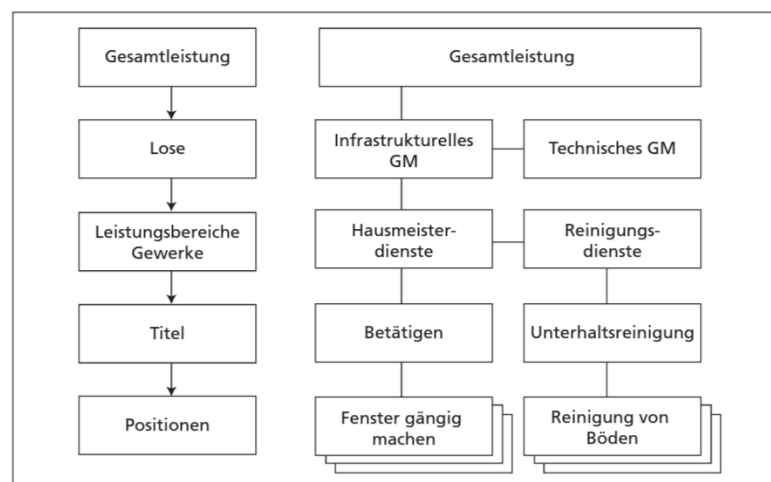 Gesamtleistung
Gesamtleistung
Lose
Infrastrukturelles
GM
Technisches GM
Leistungsbereiche
Gewerke
Hausmeister-
dienste
Reinigungs-
dienste
Titel
Betätigen
Unterhaltsreinigung
Positionen
Fenster gängig
machen
Reinigung von
Böden